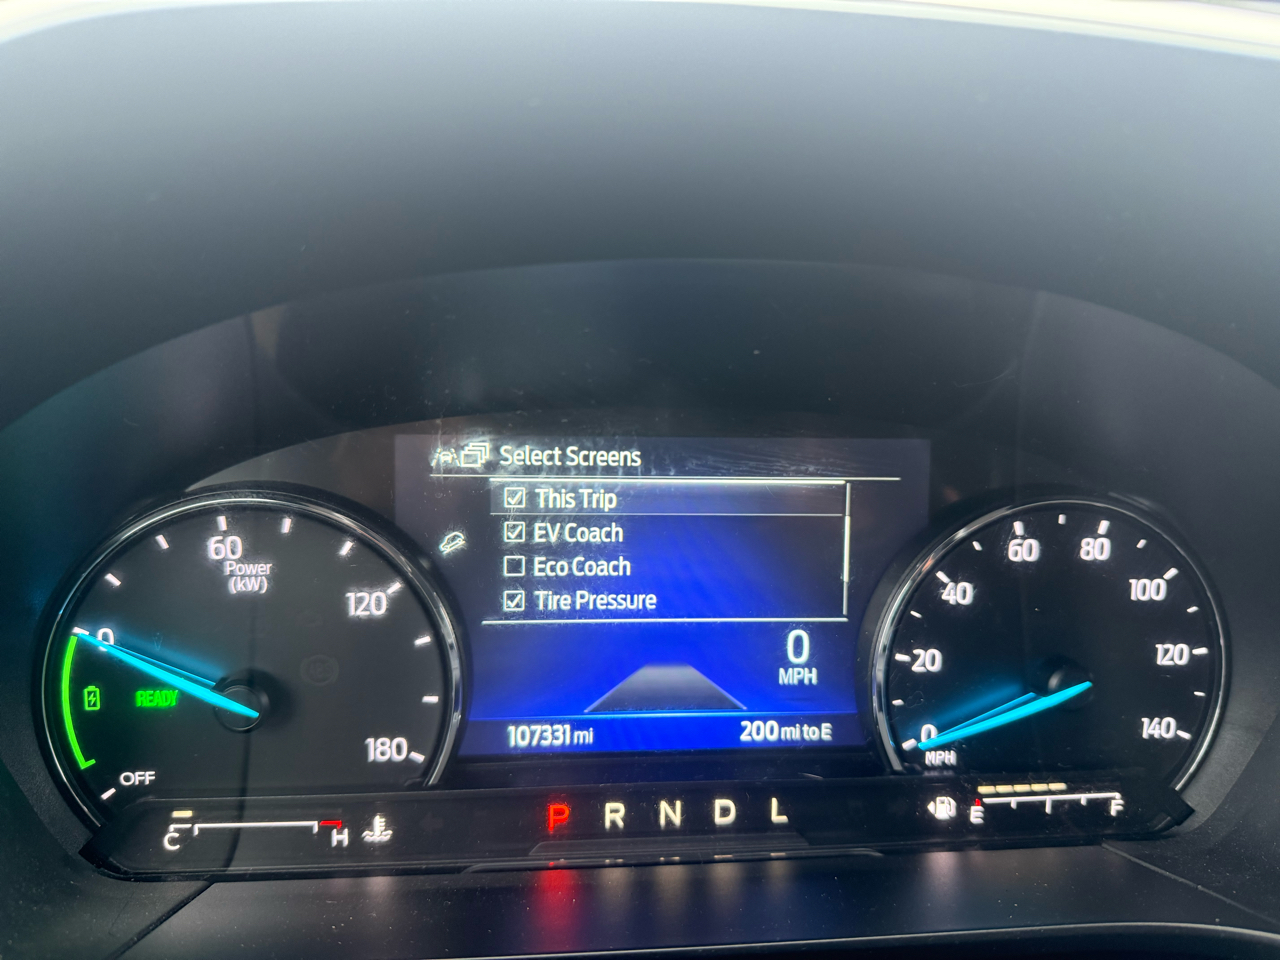 Select Screens
This Trip
EV Coach
Eco Coach
Tire Pressure
0
MPH
107331 mi
200 mi to E
60
Power
(kW)
0
120
180
READY
OFF
0
20
40
60
80
100
120
140
MPH
C
H
P R N D L
E
F